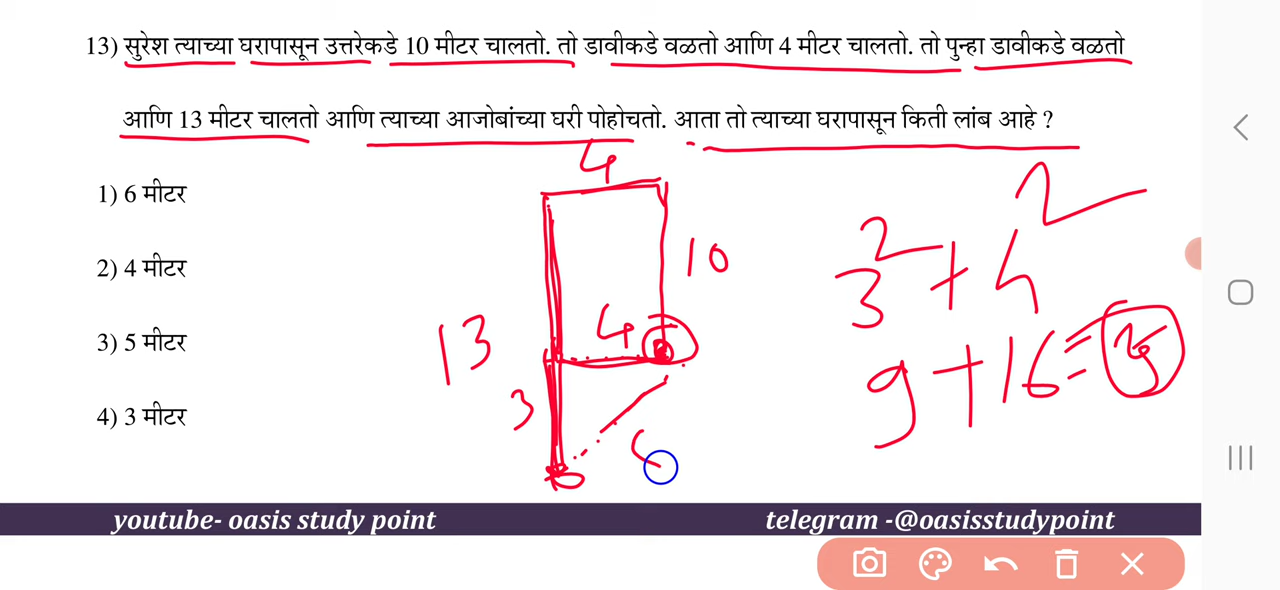 13) सुरेश त्याच्या घरापासून उत्तरेकडे 10 मीटर चालतो. तो डावीकडे वळतो आणि 4 मीटर चालतो. तो पुन्हा डावीकडे वळतो
आणि 13 मीटर चालतो आणि त्याच्या आजोबांच्या घरी पोहोचतो. आता तो त्याच्या घरापासून किती लांब आहे ?
1) 6 मीटर
2) 4 मीटर
3) 5 मीटर
4) 3 मीटर
4
10
4
13
3
3² + 4²
9 + 16 =
youtube- oasis study point
telegram -@oasisstudypoint